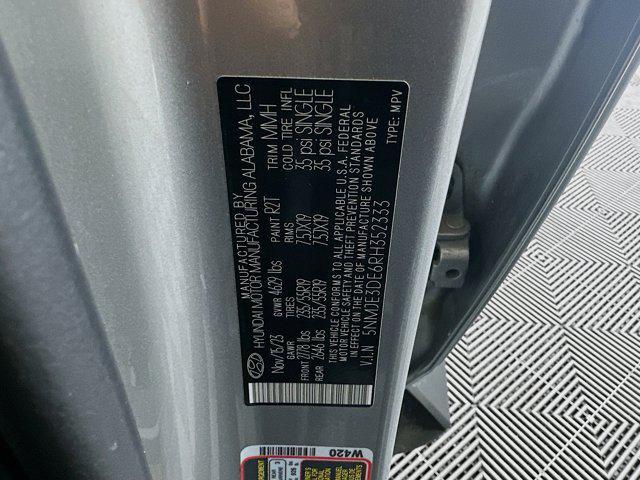 MANUFACTURED BY
HYUNDAI MOTOR MANUFACTURING ALABAMA, LLC
Nov/15/23 GVWR 4629 lbs PAINT R2T TRIM MMH
GAWR TIRES RIMS COLD TIRE INFL
FRONT 2778 lbs 235/55R19 7.5JX19 35 psi SINGLE
REAR 2646 lbs 235/55R19 7.5JX19 35 psi SINGLE
THIS VEHICLE CONFORMS TO ALL APPLICABLE U.S.A. FEDERAL
MOTOR VEHICLE SAFETY AND THEFT PREVENTION STANDARDS
IN EFFECT ON THE DATE OF MANUFACTURE SHOWN ABOVE
V.I.N 5NMJE3DE6RH352333 TYPE: MPV
W420